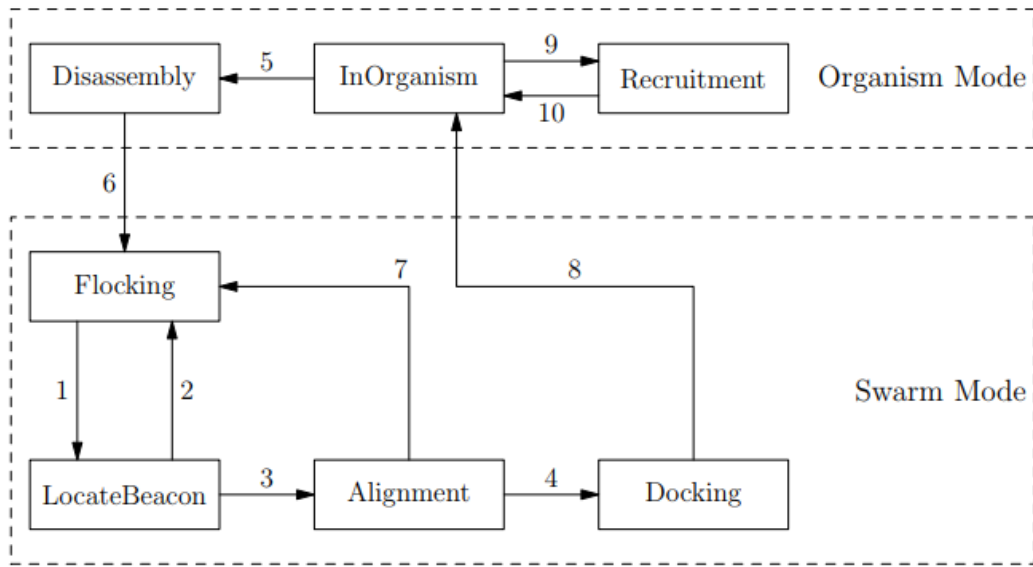 Disassembly
5
InOrganism
9
10
Recruitment
Organism Mode
6
Flocking
7
8
1
2
Swarm Mode
LocateBeacon
3
Alignment
4
Docking